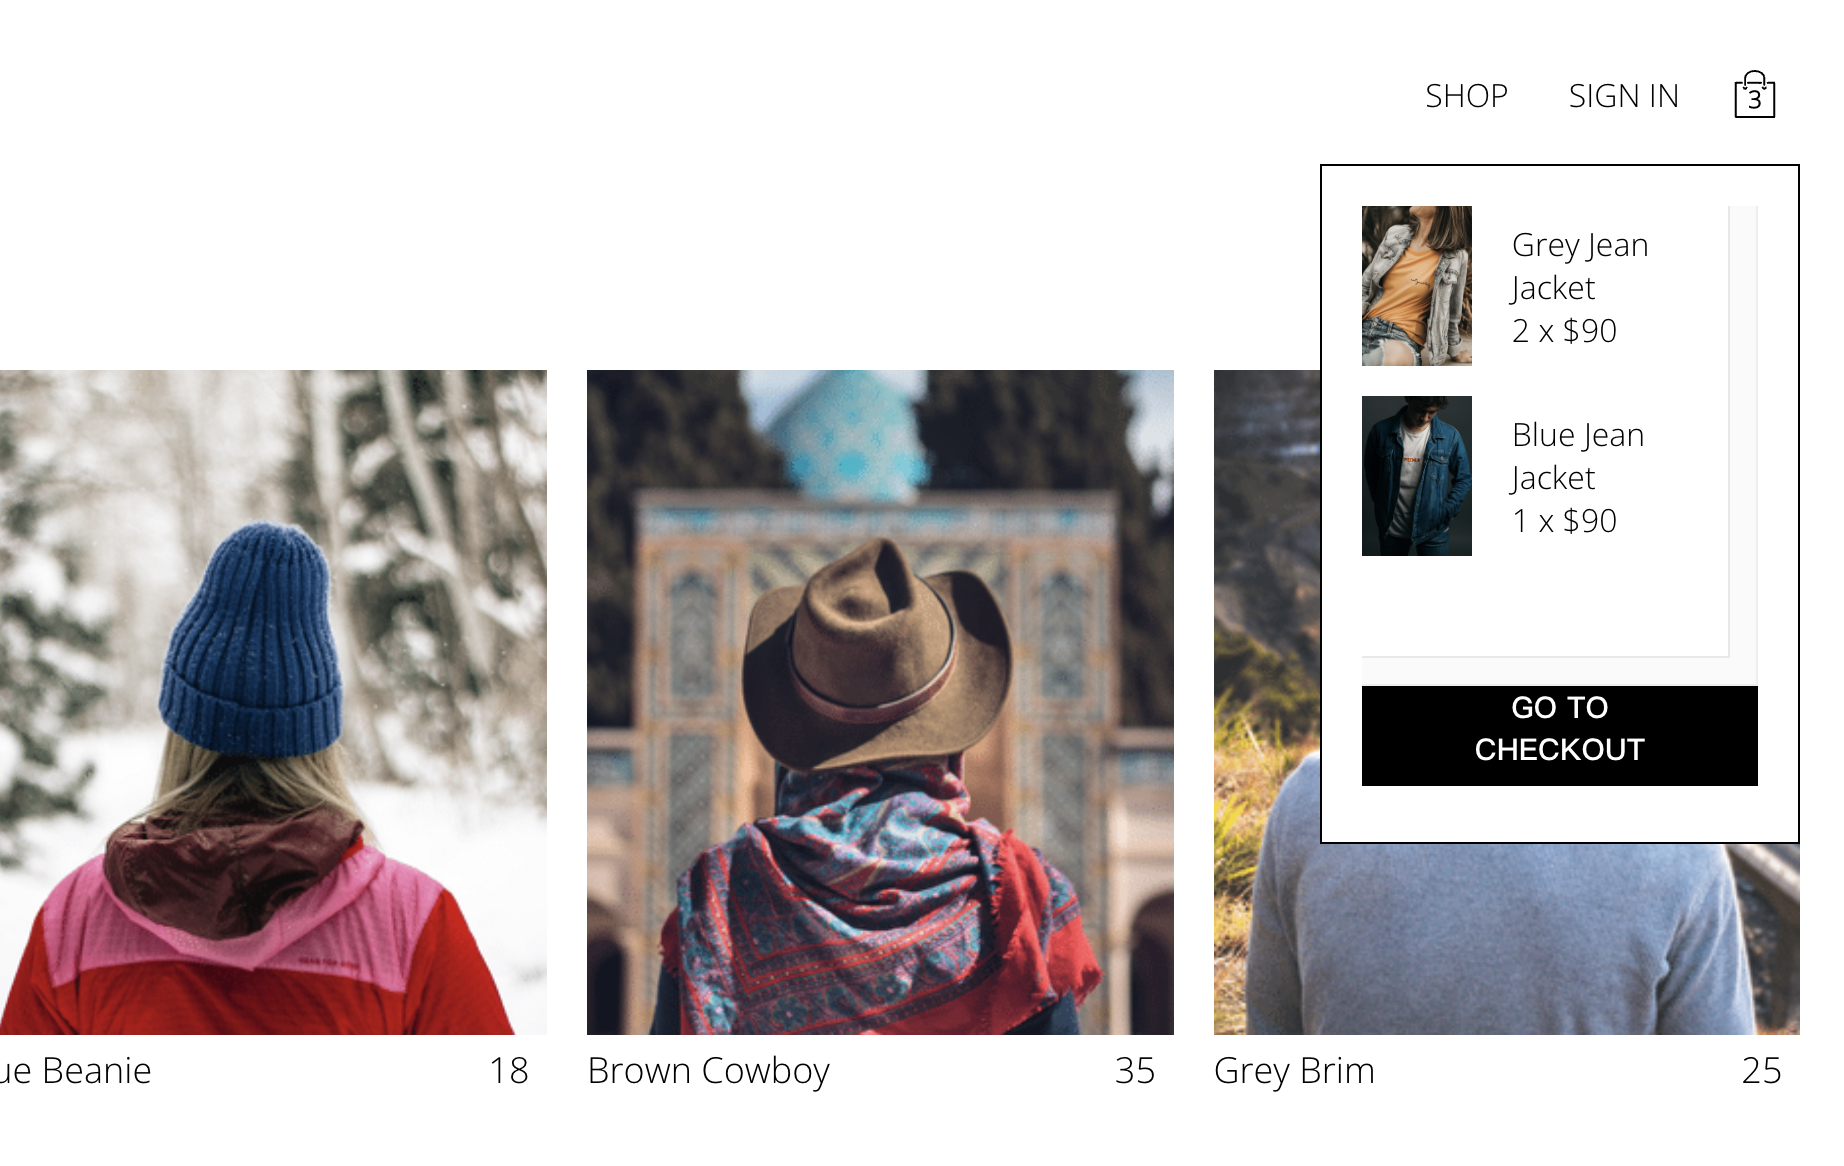 SHOP SIGN IN 3
Grey Jean
Jacket
2 x $90
Blue Jean
Jacket
1 x $90
GO TO
CHECKOUT
ue Beanie 18
Brown Cowboy 35
Grey Brim 25